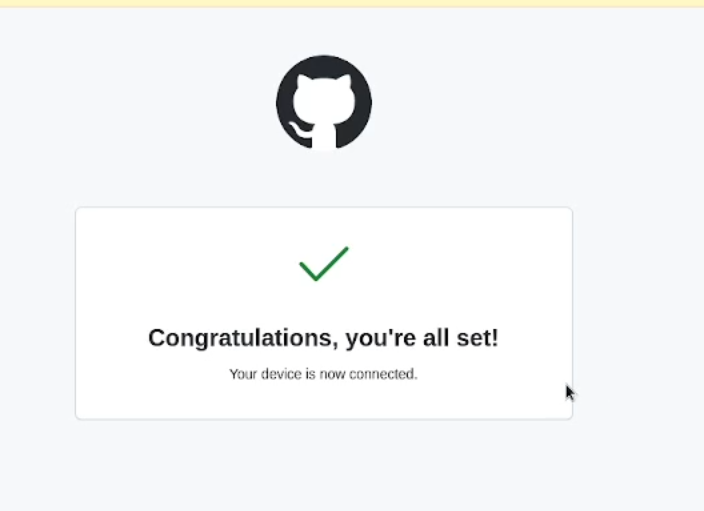 Congratulations, you're all set!
Your device is now connected.